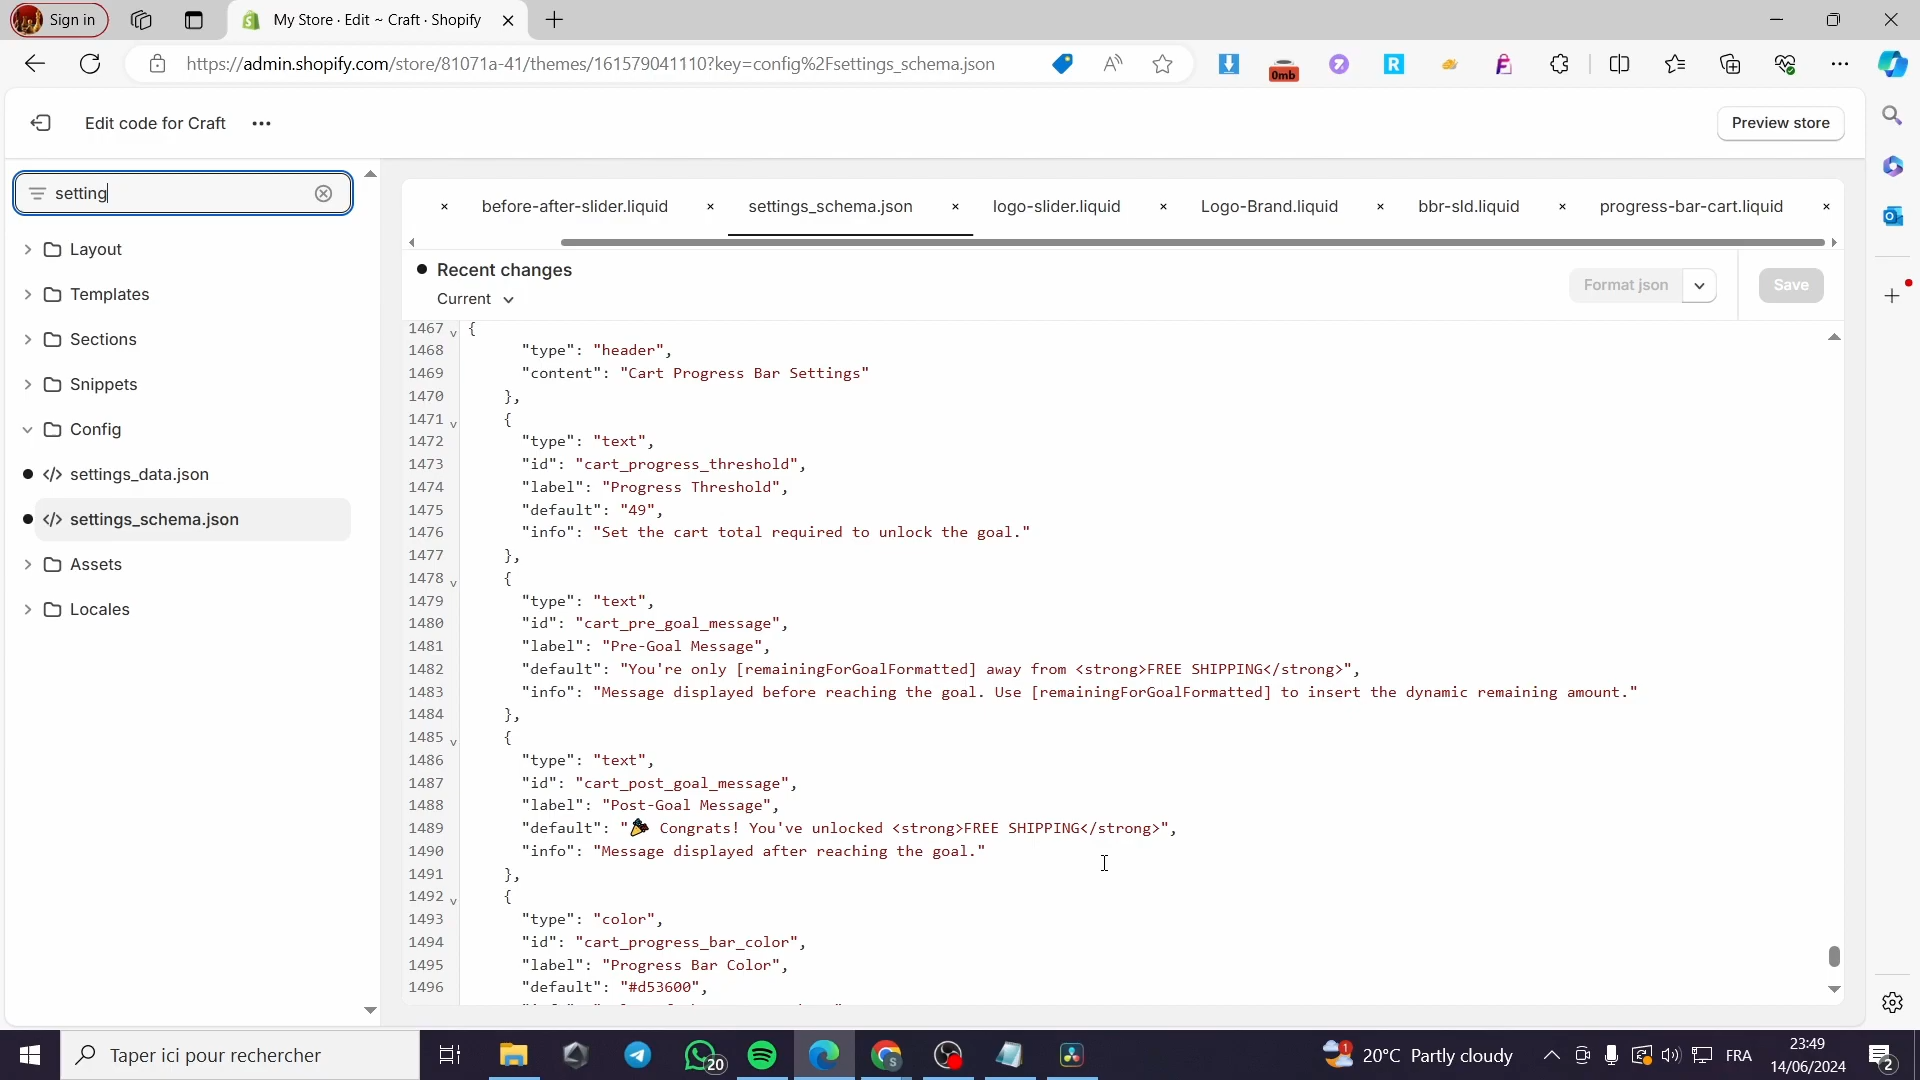 Sign in
My Store · Edit ~ Craft · Shopify
https://admin.shopify.com/store/81071a-41/themes/161579041110?key=config%2Fsettings_schema.json
0mb
Edit code for Craft
Preview store
setting
Layout
Templates
Sections
Snippets
Config
settings_data.json
settings_schema.json
Assets
Locales
before-after-slider.liquid
settings_schema.json
logo-slider.liquid
Logo-Brand.liquid
bbr-sld.liquid
progress-bar-cart.liquid
Recent changes
Current
Format json
Save
1467 {
1468 "type": "header",
1469 "content": "Cart Progress Bar Settings"
1470 },
1471 {
1472 "type": "text",
1473 "id": "cart_progress_threshold",
1474 "label": "Progress Threshold",
1475 "default": "49",
1476 "info": "Set the cart total required to unlock the goal."
1477 },
1478 {
1479 "type": "text",
1480 "id": "cart_pre_goal_message",
1481 "label": "Pre-Goal Message",
1482 "default": "You're only [remainingForGoalFormatted] away from <strong>FREE SHIPPING</strong>",
1483 "info": "Message displayed before reaching the goal. Use [remainingForGoalFormatted] to insert the dynamic remaining amount."
1484 },
1485 {
1486 "type": "text",
1487 "id": "cart_post_goal_message",
1488 "label": "Post-Goal Message",
1489 "default": "🎉 Congrats! You've unlocked <strong>FREE SHIPPING</strong>",
1490 "info": "Message displayed after reaching the goal."
1491 },
1492 {
1493 "type": "color",
1494 "id": "cart_progress_bar_color",
1495 "label": "Progress Bar Color",
1496 "default": "#d53600",
Taper ici pour rechercher
20
20°C Partly cloudy
FRA
23:49
14/06/2024
2